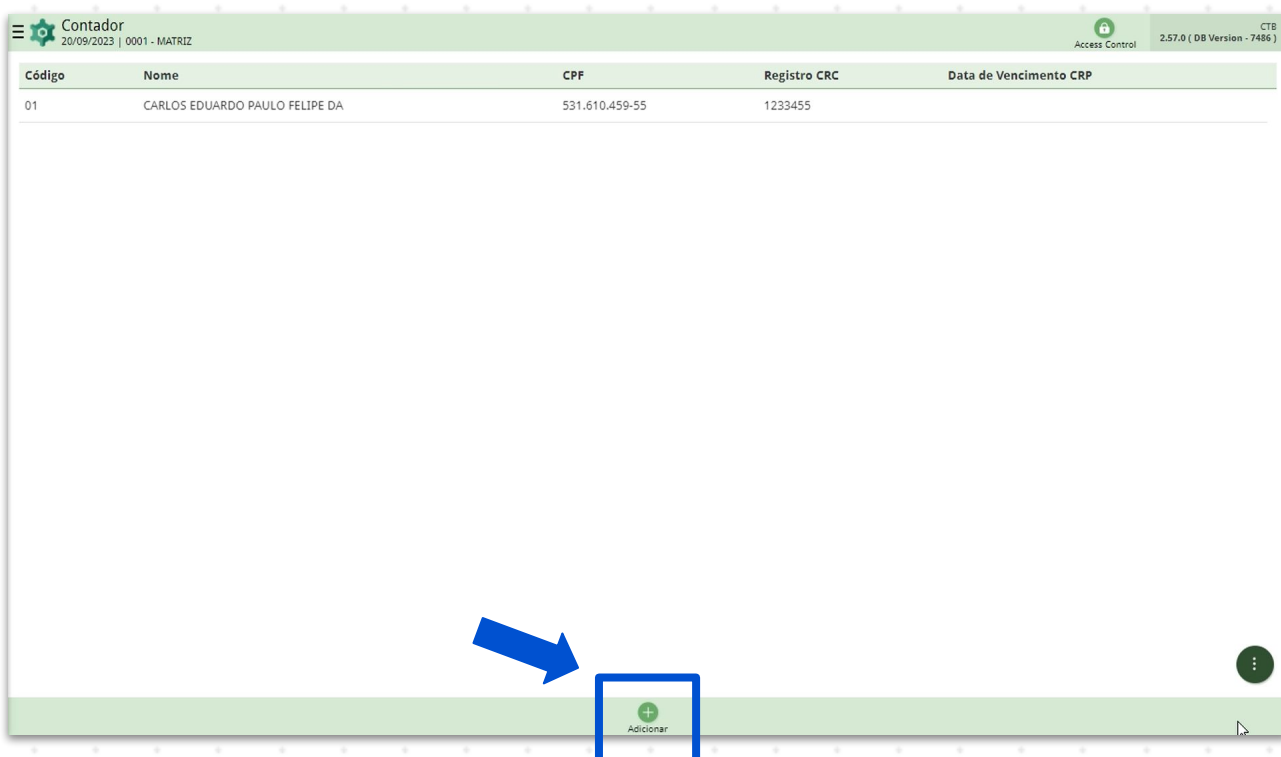 Contador
20/09/2023 | 0001 - MATRIZ
Access Control
CTB
2.57.0 ( DB Version - 7486 )
Código Nome CPF Registro CRC Data de Vencimento CRP
01 CARLOS EDUARDO PAULO FELIPE DA 531.610.459-55 1233455
Adicionar